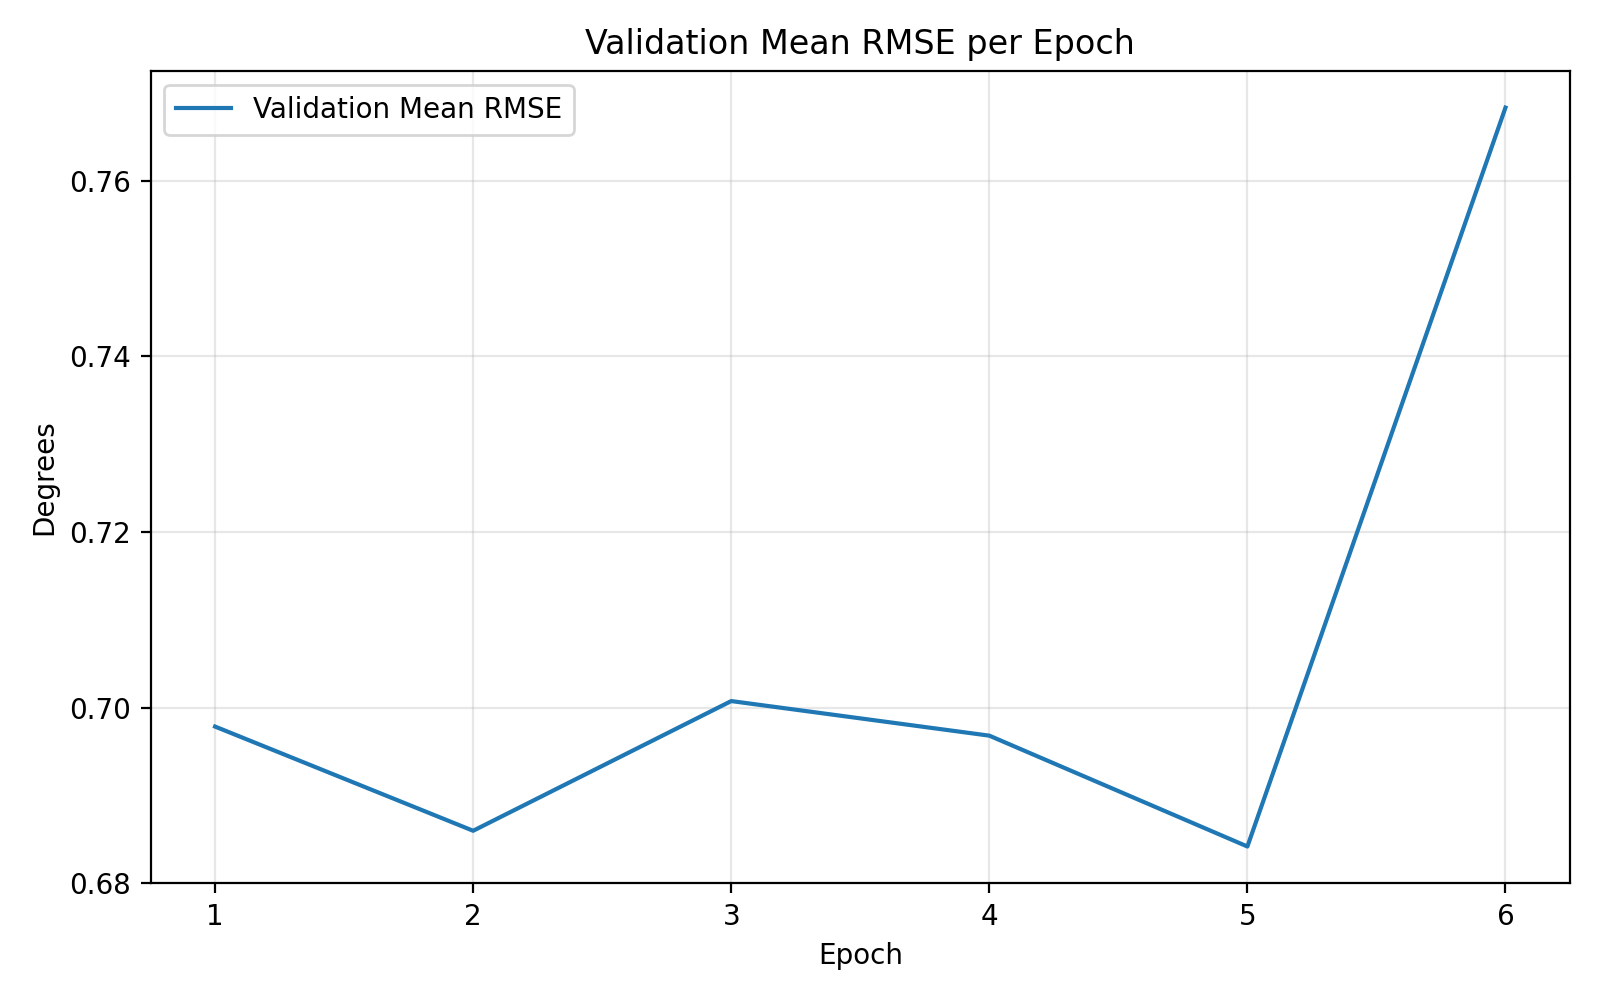 Validation Mean RMSE per Epoch
Validation Mean RMSE
0.76
0.74
0.72
0.70
0.68
Degrees
1 2 3 4 5 6
Epoch